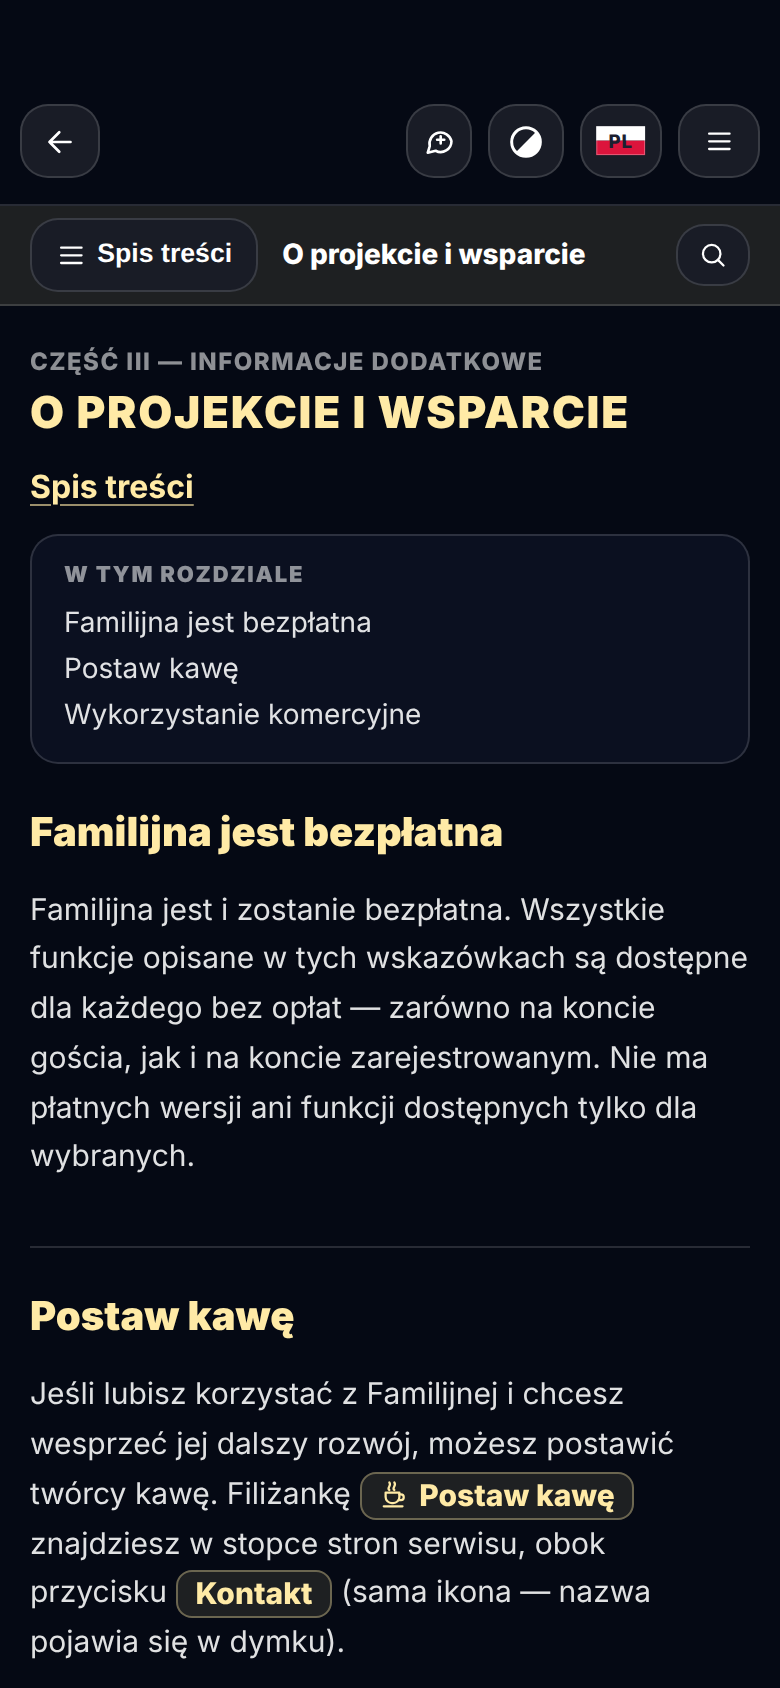 PL
Spis treści
O projekcie i wsparcie
CZĘŚĆ III — INFORMACJE DODATKOWE
O PROJEKCIE I WSPARCIE
Spis treści
W TYM ROZDZIALE
Familijna jest bezpłatna
Postaw kawę
Wykorzystanie komercyjne
Familijna jest bezpłatna
Familijna jest i zostanie bezpłatna. Wszystkie
funkcje opisane w tych wskazówkach są dostępne
dla każdego bez opłat — zarówno na koncie
gościa, jak i na koncie zarejestrowanym. Nie ma
płatnych wersji ani funkcji dostępnych tylko dla
wybranych.
Postaw kawę
Jeśli lubisz korzystać z Familijnej i chcesz
wesprzeć jej dalszy rozwój, możesz postawić
twórcy kawę. Filiżankę Postaw kawę
znajdziesz w stopce stron serwisu, obok
przycisku Kontakt (sama ikona — nazwa
pojawia się w dymku).